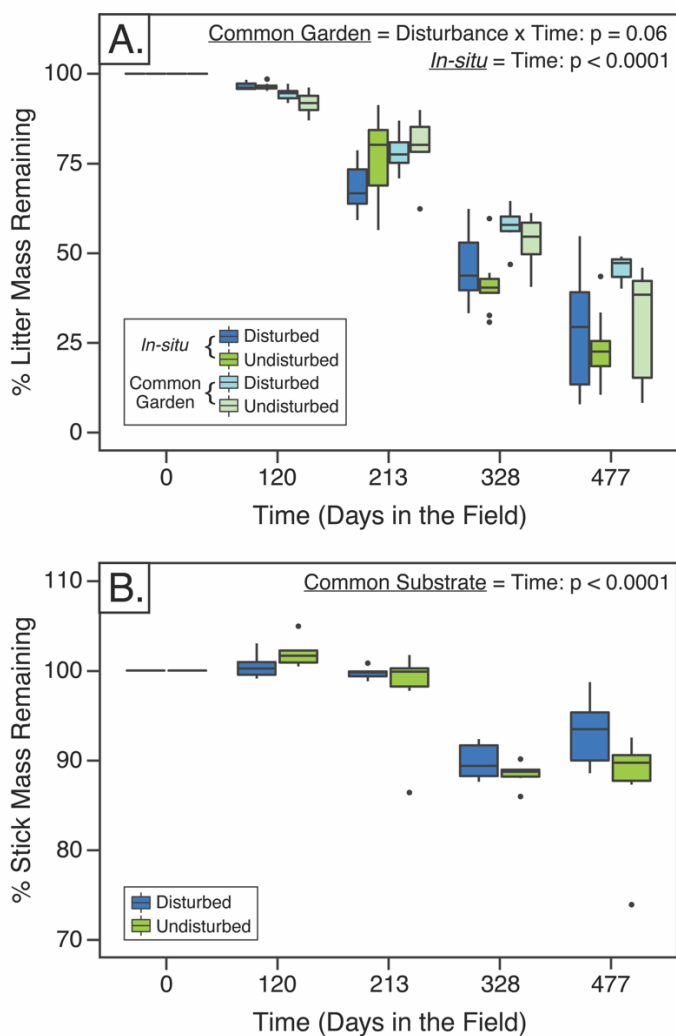 A.
Common Garden = Disturbance x Time: p = 0.06
In-situ = Time: p < 0.0001
% Litter Mass Remaining
100
75
50
25
0
In-situ { Disturbed
Undisturbed
Common Garden { Disturbed
Undisturbed
0 120 213 328 477
Time (Days in the Field)
B.
Common Substrate = Time: p < 0.0001
% Stick Mass Remaining
110
100
90
80
70
Disturbed
Undisturbed
0 120 213 328 477
Time (Days in the Field)